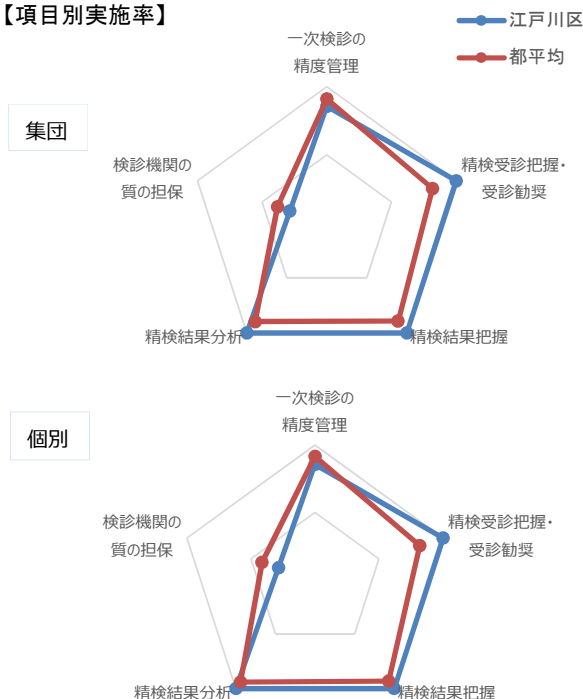 【項目別実施率】
江戸川区
都平均
集団
一次検診の
精度管理
精検受診把握・
受診勧奨
精検結果把握
精検結果分析
検診機関の
質の担保
個別
一次検診の
精度管理
精検受診把握・
受診勧奨
精検結果把握
精検結果分析
検診機関の
質の担保